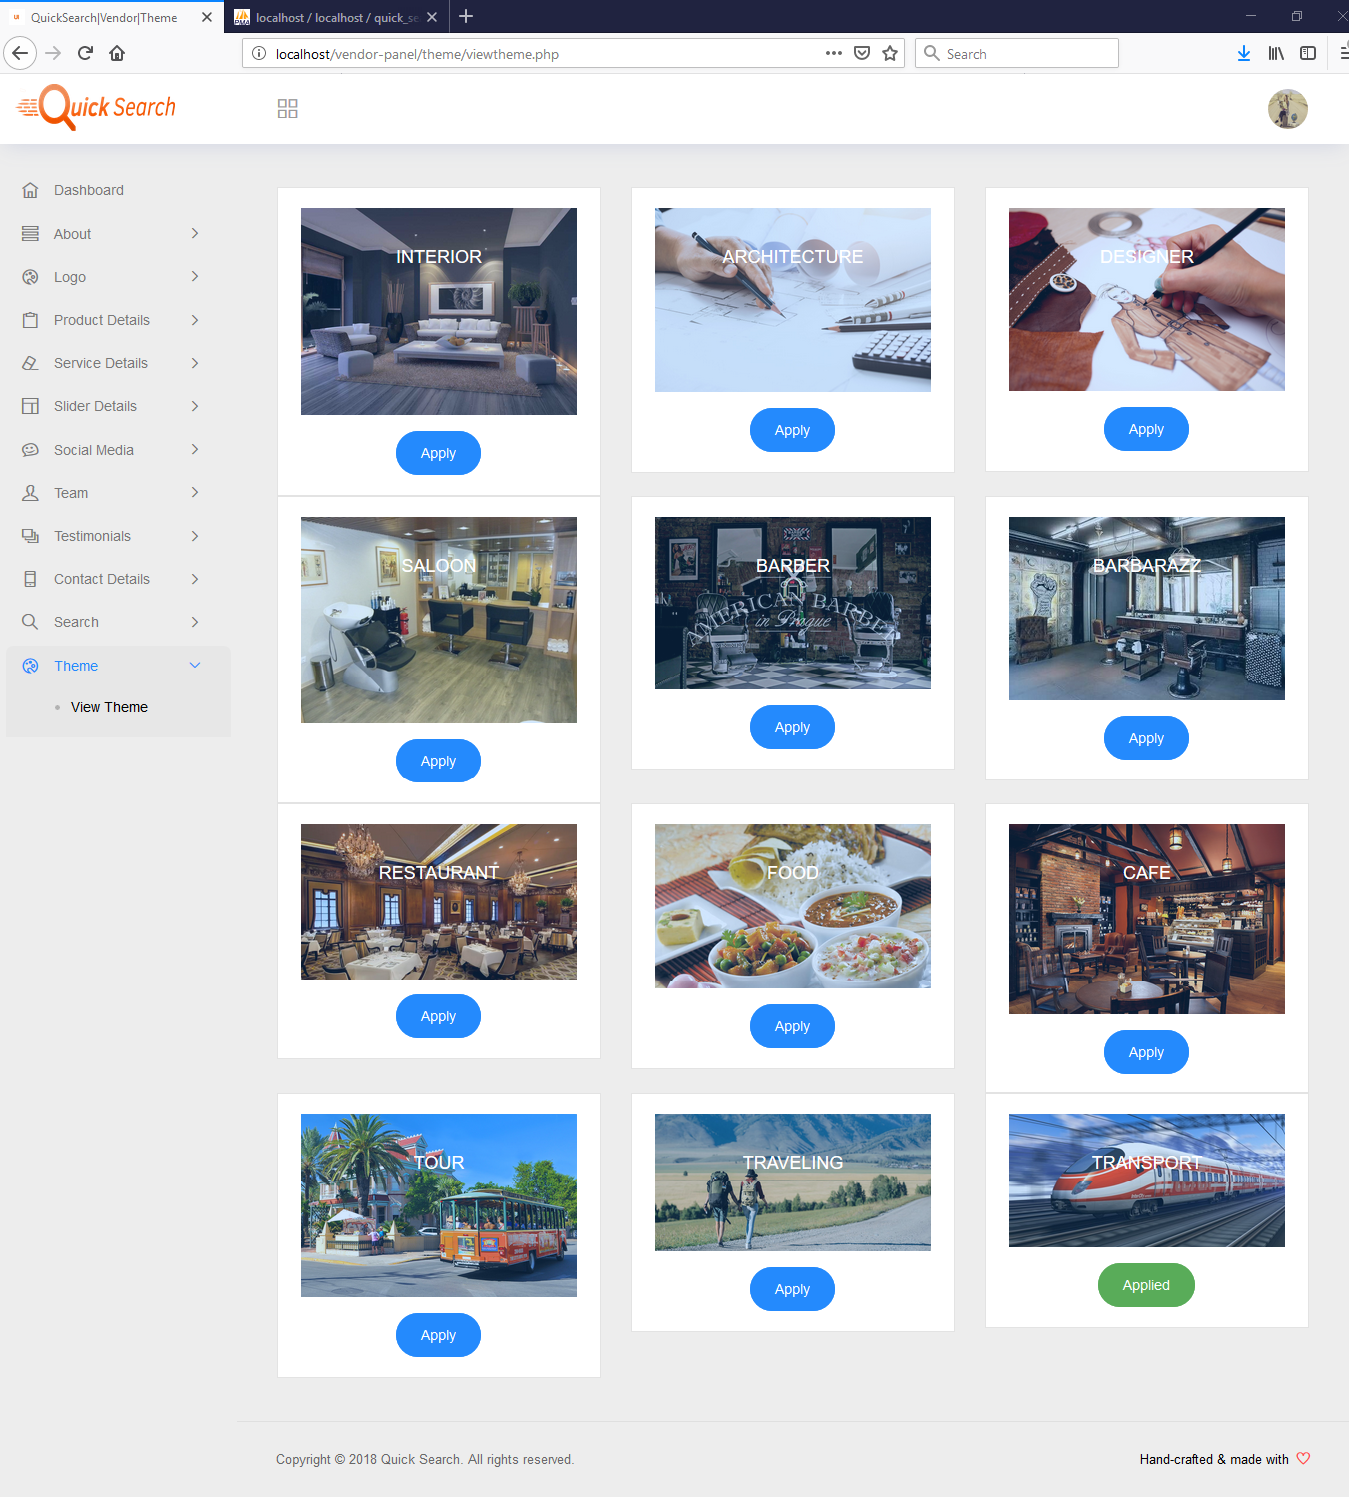 QuickSearch|Vendor|Theme
localhost / localhost / quick_se
localhost/vendor-panel/theme/viewtheme.php
Search
Quick Search
Dashboard
About
Logo
Product Details
Service Details
Slider Details
Social Media
Team
Testimonials
Contact Details
Search
Theme
View Theme
INTERIOR
ARCHITECTURE
DESIGNER
Apply
Apply
Apply
SALOON
BARBER
AMERICAN BARBER
in Prague
BARBARAZZ
Apply
Apply
Apply
RESTAURANT
FOOD
CAFE
Apply
Apply
Apply
TOUR
TRAVELING
TRANSPORT
Apply
Apply
Applied
Copyright © 2018 Quick Search. All rights reserved.
Hand-crafted & made with